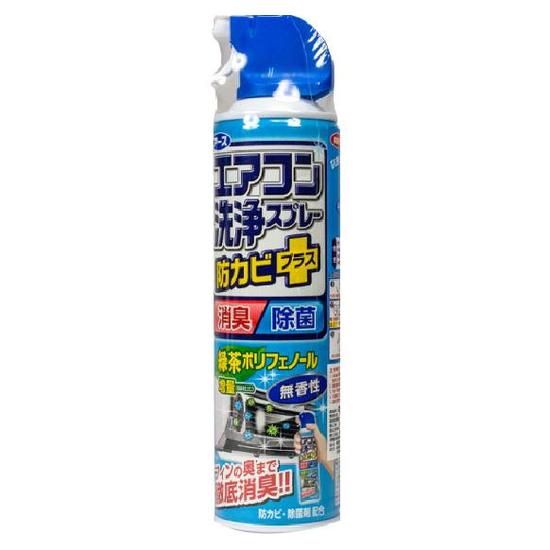 アース
エアコン
洗浄スプレー
防カビプラス
消臭 除菌
緑茶ポリフェノール
増量
無香性
フィンの奥まで
徹底消臭!!
防カビ・除菌剤配合